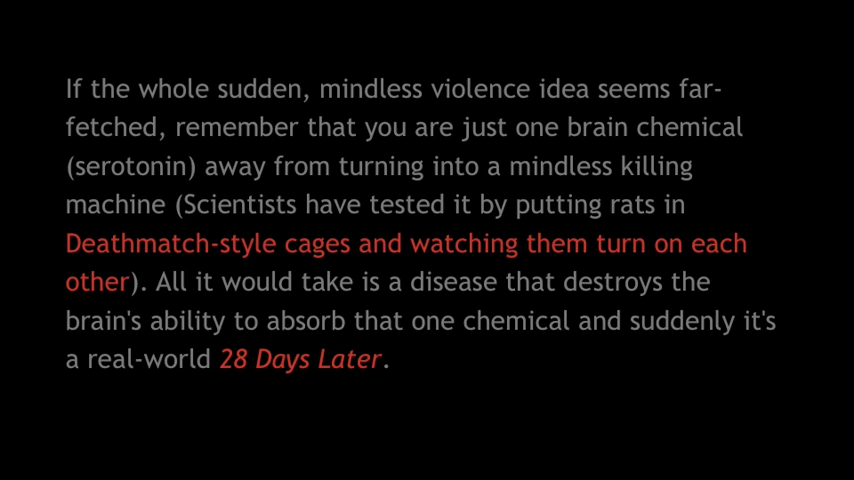 If the whole sudden, mindless violence idea seems far-
fetched, remember that you are just one brain chemical
(serotonin) away from turning into a mindless killing
machine (Scientists have tested it by putting rats in
Deathmatch-style cages and watching them turn on each
other). All it would take is a disease that destroys the
brain's ability to absorb that one chemical and suddenly it's
a real-world 28 Days Later.